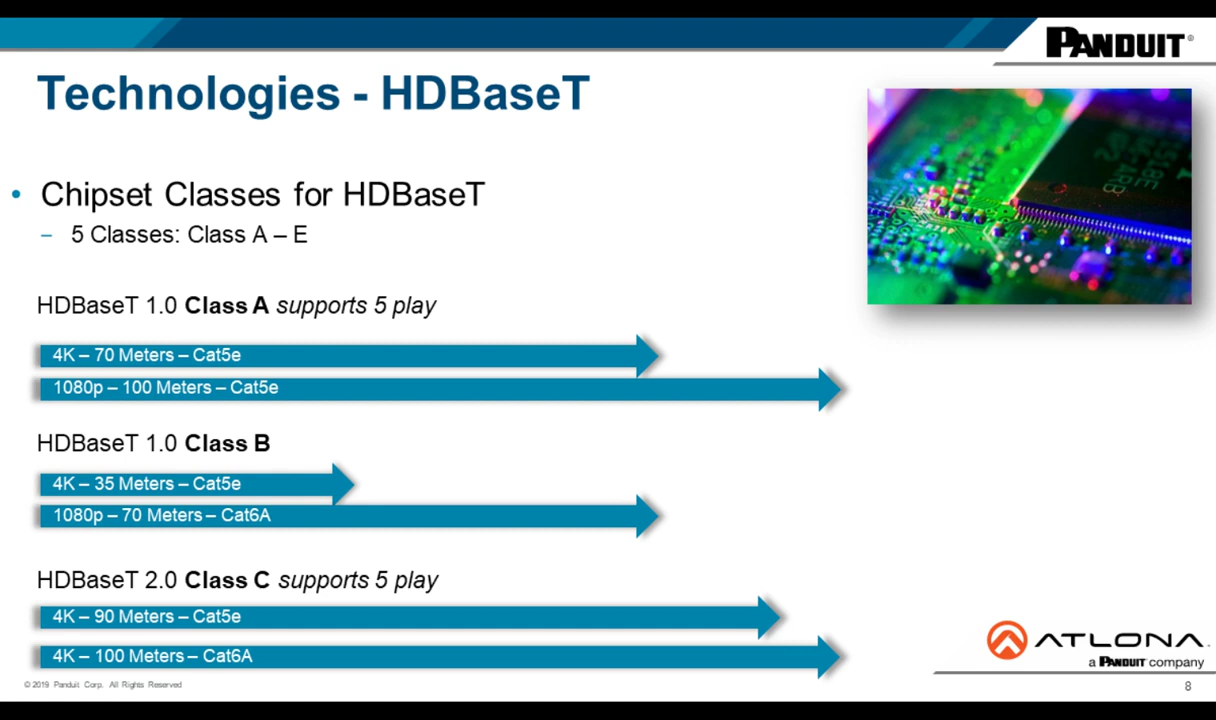 PANDUIT®
Technologies - HDBaseT
• Chipset Classes for HDBaseT
– 5 Classes: Class A – E
HDBaseT 1.0 Class A supports 5 play
4K – 70 Meters – Cat5e
1080p – 100 Meters – Cat5e
HDBaseT 1.0 Class B
4K – 35 Meters – Cat5e
1080p – 70 Meters – Cat6A
HDBaseT 2.0 Class C supports 5 play
4K – 90 Meters – Cat5e
4K – 100 Meters – Cat6A
ATLONA.
a PANDUIT company
© 2019 Panduit Corp. All Rights Reserved
8